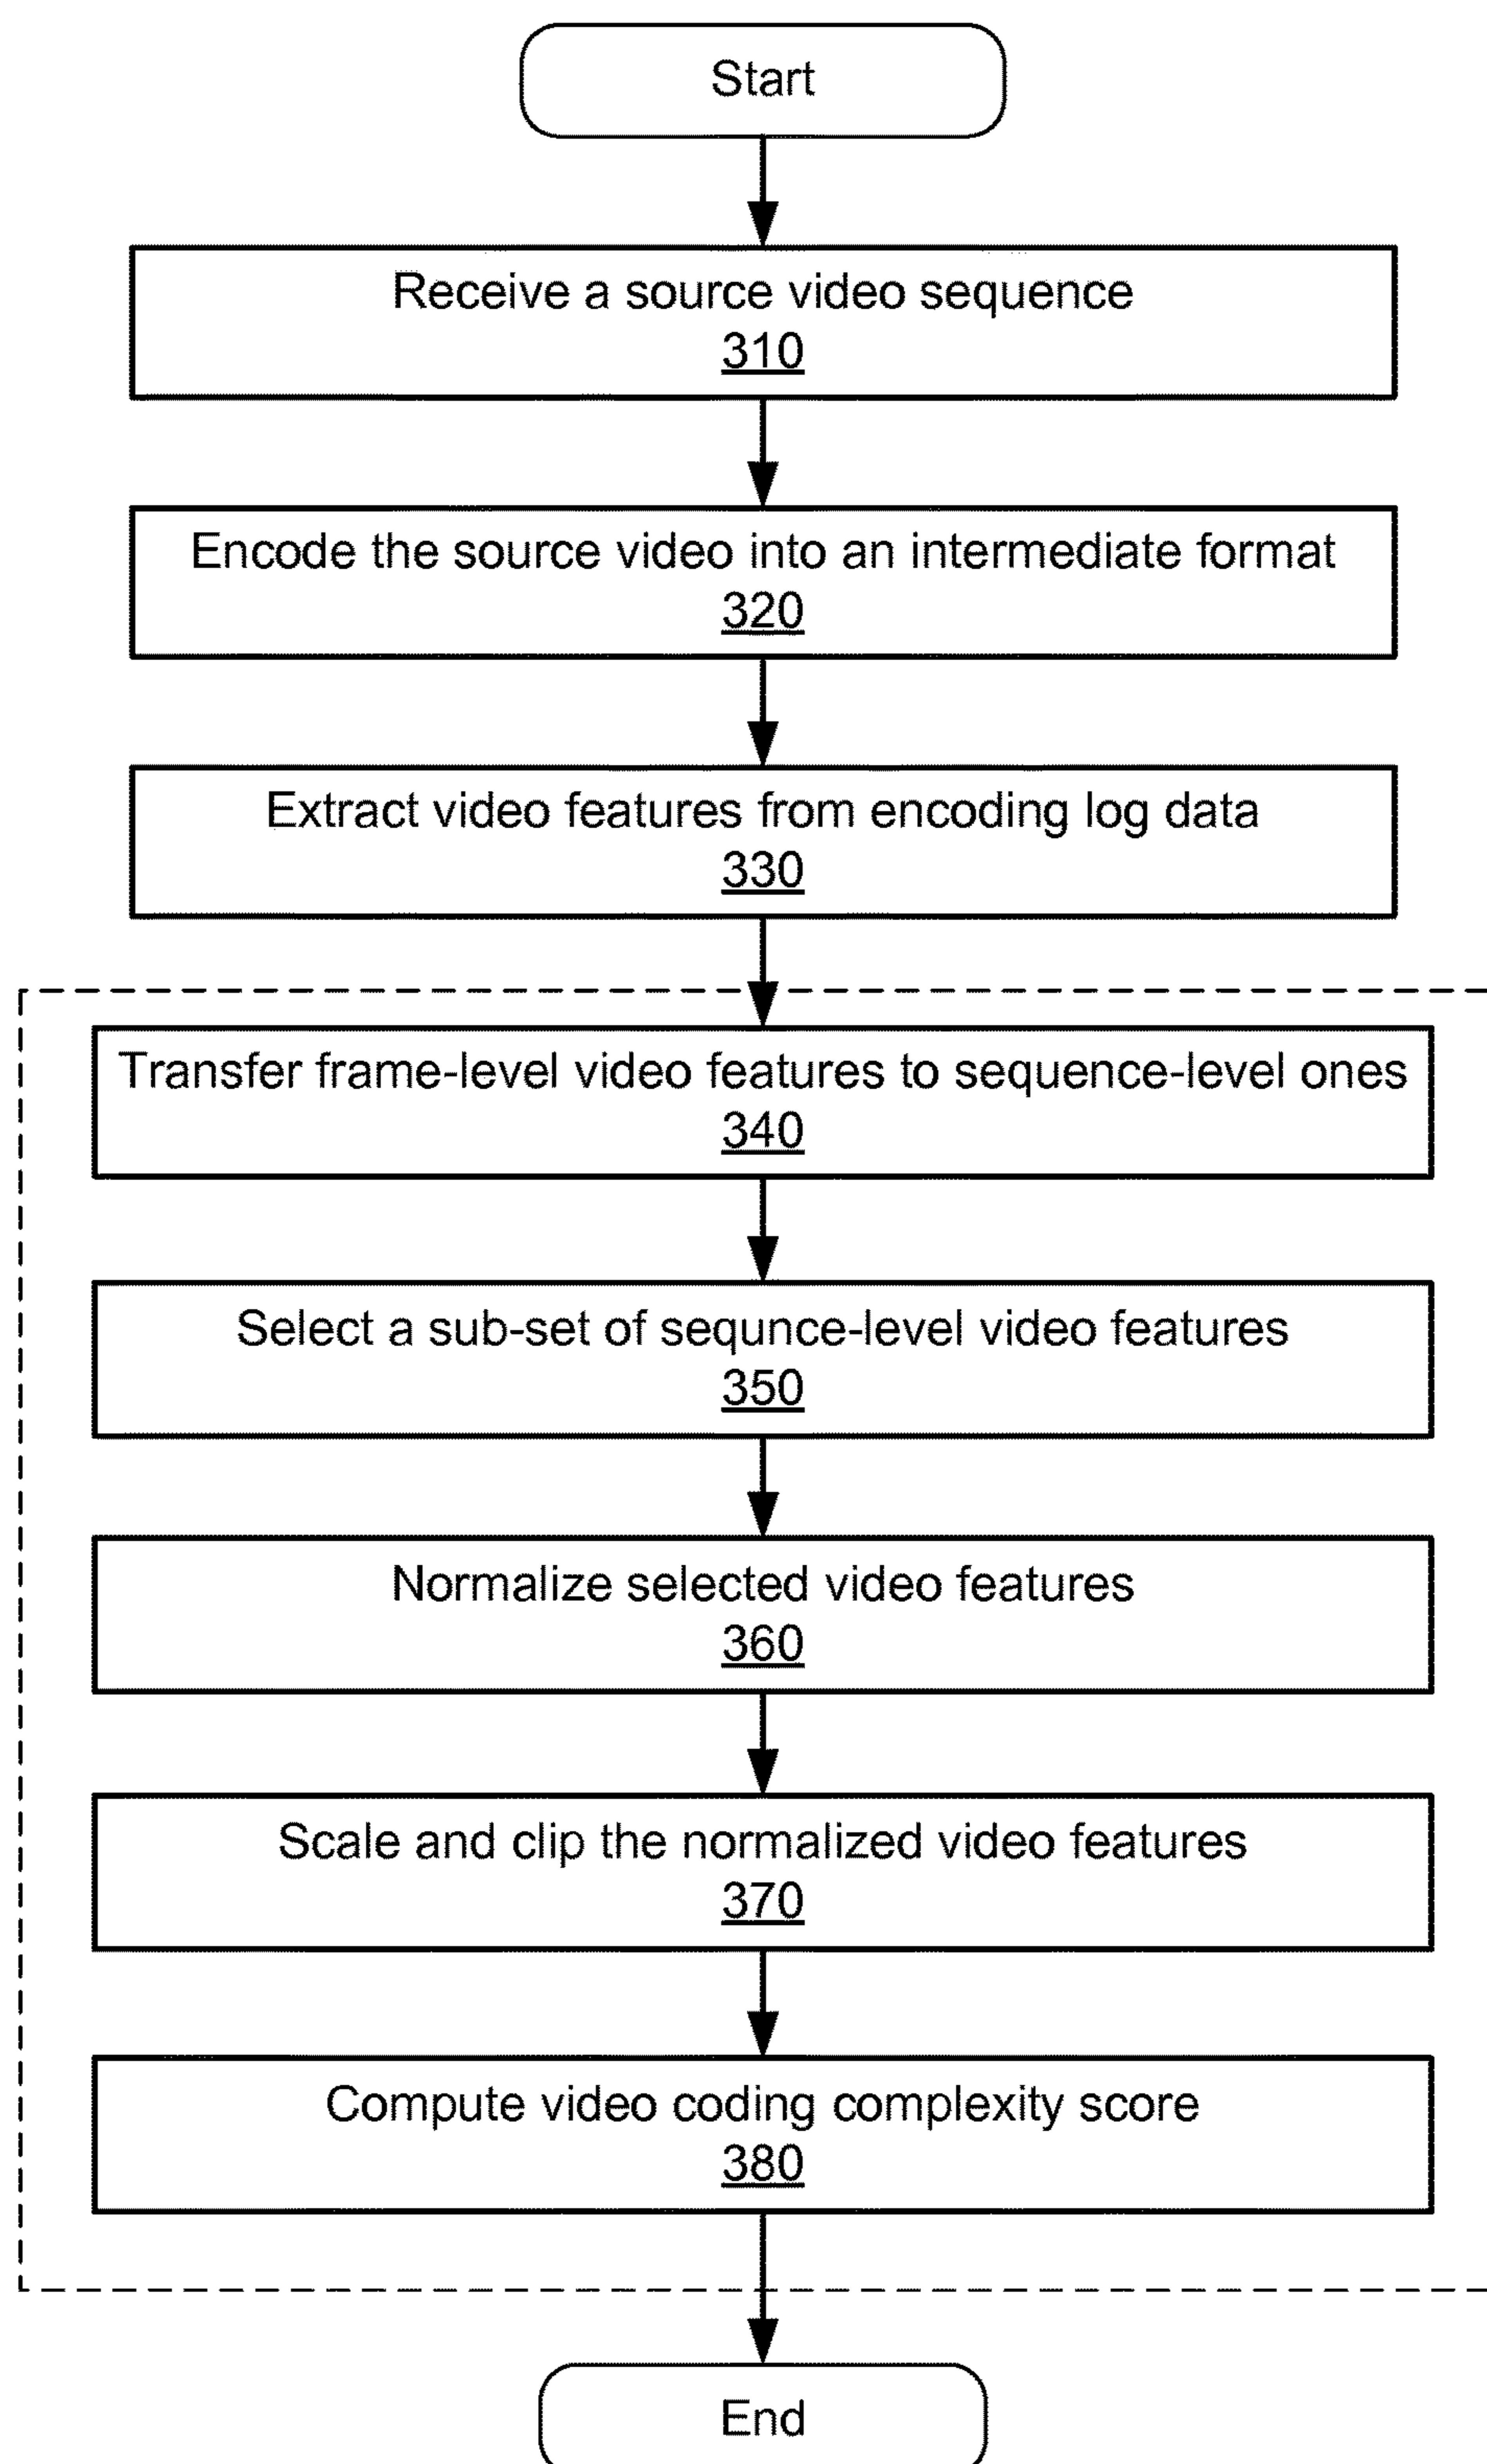 Start
Receive a source video sequence
310
Encode the source video into an intermediate format
320
Extract video features from encoding log data
330
Transfer frame-level video features to sequence-level ones
340
Select a sub-set of sequnce-level video features
350
Normalize selected video features
360
Scale and clip the normalized video features
370
Compute video coding complexity score
380
End